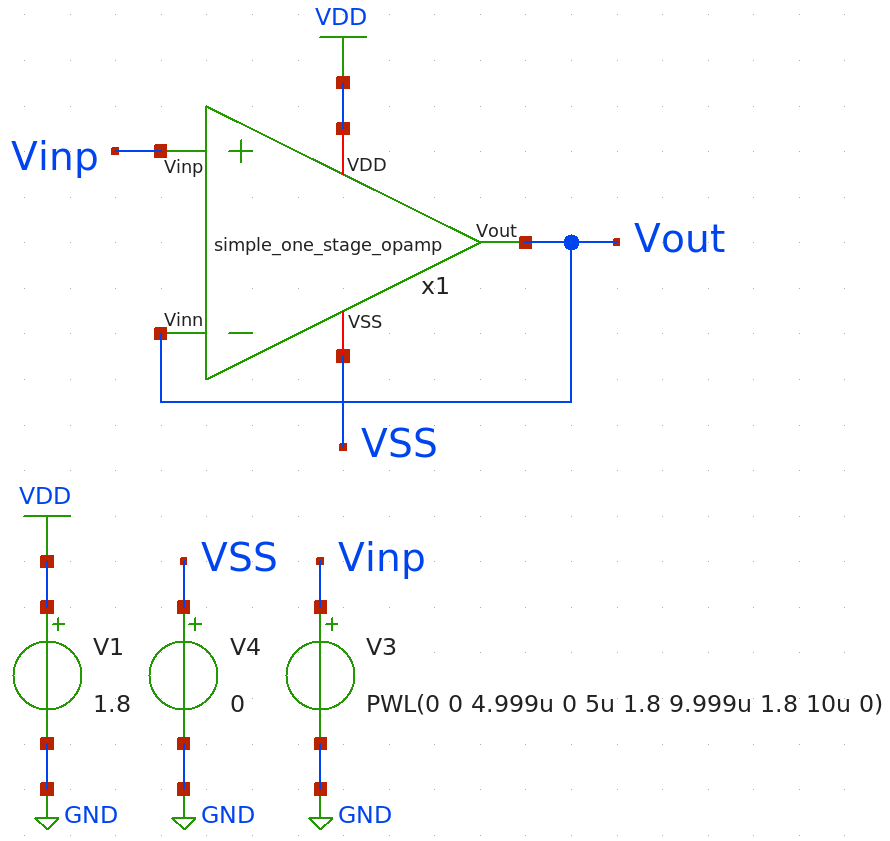 VDD
Vinp
Vinp
VDD
simple_one_stage_opamp
Vout
Vout
x1
Vinn
VSS
VSS
VDD
VSS
Vinp
V1
V4
V3
1.8
0
PWL(0 0 4.999u 0 5u 1.8 9.999u 1.8 10u 0)
GND
GND
GND